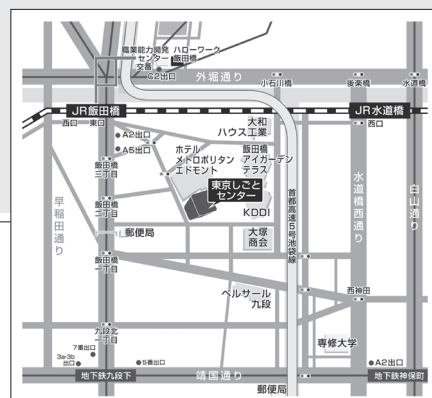 職業能力開発
センター
ハローワーク
飯田橋
交番
C2出口
外堀通り
小石川橋
後楽橋
水道橋
JR飯田橋
JR水道橋
西口
東口
A2出口
A5出口
大和
ハウス工業
西口
ホテル
メトロポリタン
エドモント
飯田橋
アイガーデン
テラス
飯田橋
三丁目
東京しごと
センター
首都高速5号池袋線
水道橋西通り
白山通り
早稲田通り
飯田橋
二丁目
KDDI
郵便局
大塚
商会
飯田橋
一丁目
ベルサール
九段
西神田
九段北
一丁目
専修大学
7番出口
3a·3b
出口
5番出口
A2出口
地下鉄九段下
靖国通り
地下鉄神保町
郵便局